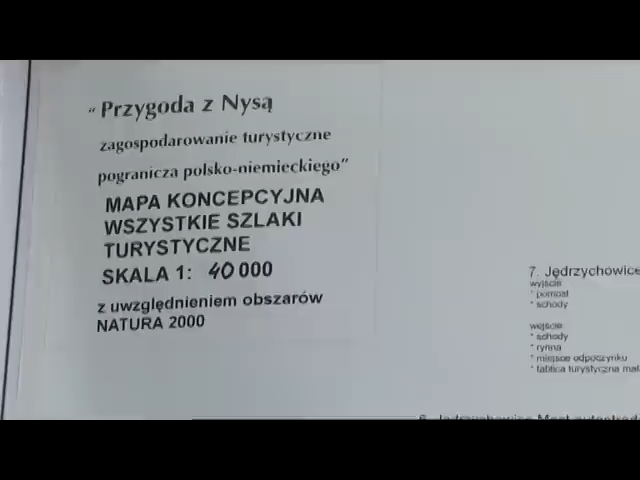 „Przygoda z Nysą
zagospodarowanie turystyczne
pogranicza polsko-niemieckiego”
MAPA KONCEPCYJNA
WSZYSTKIE SZLAKI
TURYSTYCZNE
SKALA 1: 40 000
z uwzględnieniem obszarów
NATURA 2000
7. Jędrzychowice
wyjście
* pomost
* schody
wejście
* schody
* rynna
* miejsce odpoczynku
* tablica turystyczna